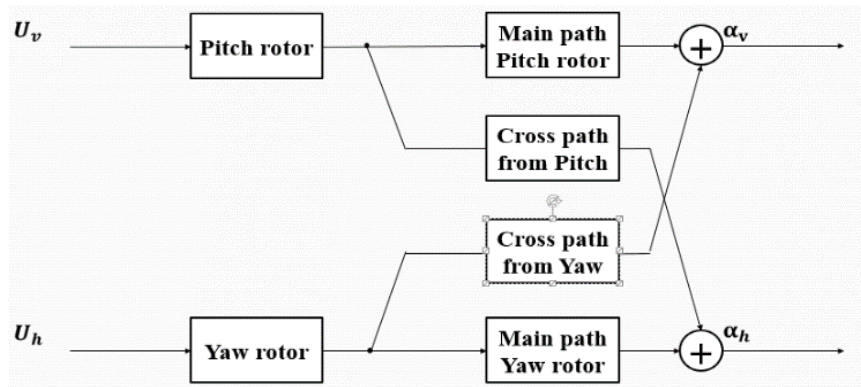 U_v
Pitch rotor
Main path
Pitch rotor
+
α_v
Cross path
from Pitch
Cross path
from Yaw
U_h
Yaw rotor
Main path
Yaw rotor
+
α_h